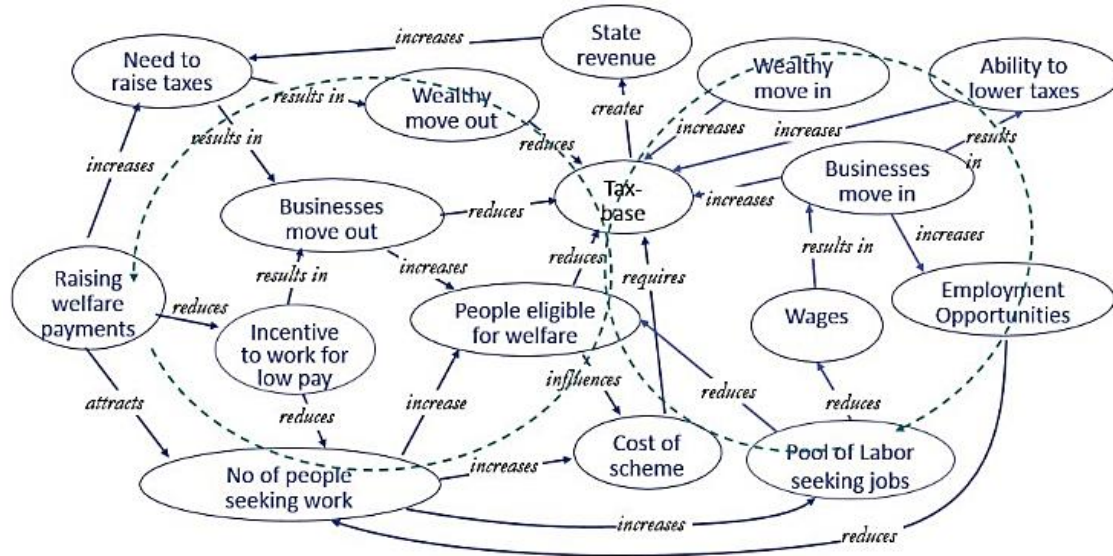 State
revenue
increases
Need to
raise taxes
Wealthy
move in
Ability to
lower taxes
results in
Wealthy
move out
creates
increases
increases
results
in
results in
reduces
increases
Businesses
move in
Tax-
base
increases
Businesses
move out
reduces
increases
Raising
welfare
payments
reduces
results in
increases
reduces
requires
results in
Employment
Opportunities
People eligible
for welfare
Wages
Incentive
to work for
low pay
influences
attracts
reduces
increase
reduces
reduces
Cost of
scheme
Pool of Labor
seeking jobs
No of people
seeking work
increases
increases
reduces